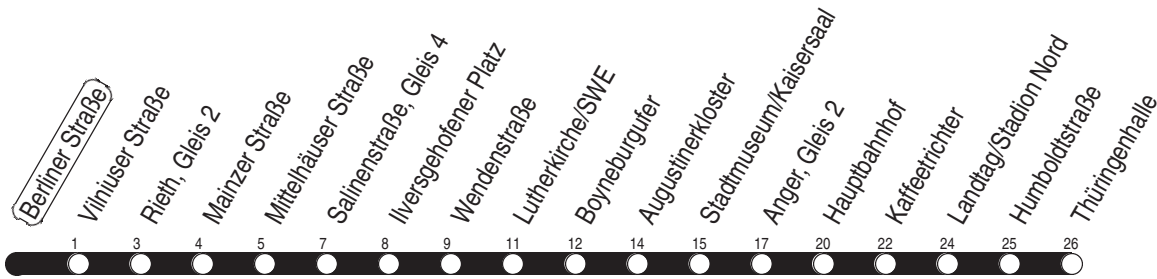 Berliner Straße
Vilniuser Straße
Rieth, Gleis 2
Mainzer Straße
Mittelhäuser Straße
Salinenstraße, Gleis 4
Ilversgehofener Platz
Wendenstraße
Lutherkirche/SWE
Boyneburgufer
Augustinerkloster
Stadtmuseum/Kaisersaal
Anger, Gleis 2
Hauptbahnhof
Kaffeetrichter
Landtag/Stadion Nord
Humboldtstraße
Thüringenhalle
1 3 4 5 7 8 9 11 12 14 15 17 20 22 24 25 26